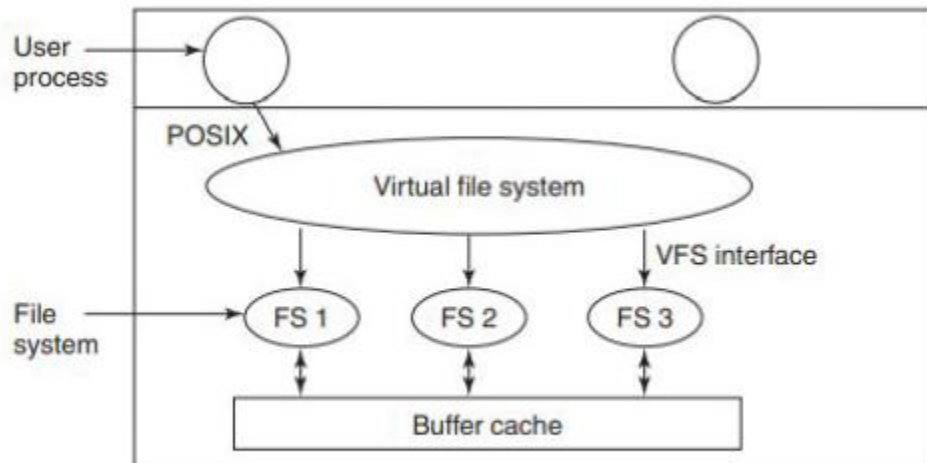 User
process
POSIX
Virtual file system
VFS interface
File
system
FS 1
FS 2
FS 3
Buffer cache